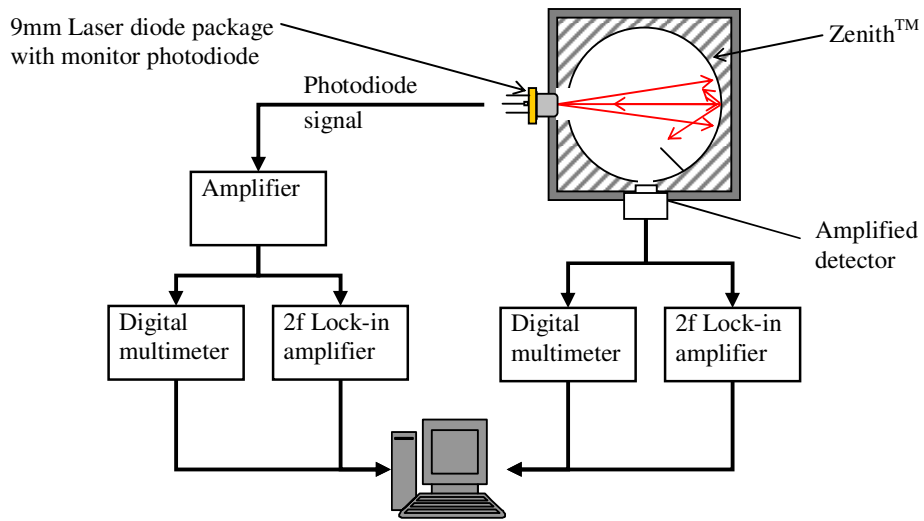 9mm Laser diode package
with monitor photodiode
Zenith™
Photodiode
signal
Amplifier
Amplified
detector
Digital
multimeter
2f Lock-in
amplifier
Digital
multimeter
2f Lock-in
amplifier